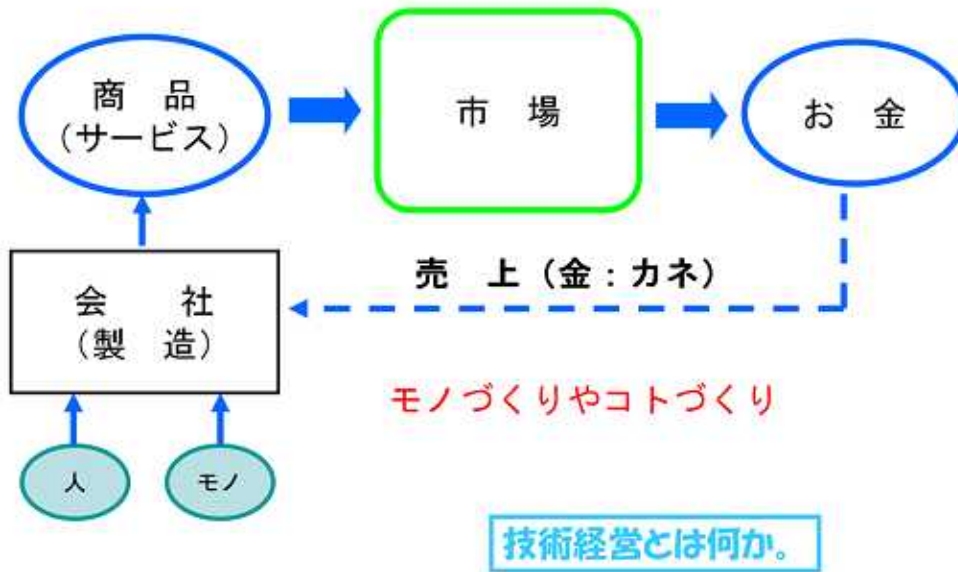 商　品
（サービス）
市　場
お　金
売　上（金：カネ）
会　　社
（製　造）
モノづくりやコトづくり
人
モノ
技術経営とは何か。